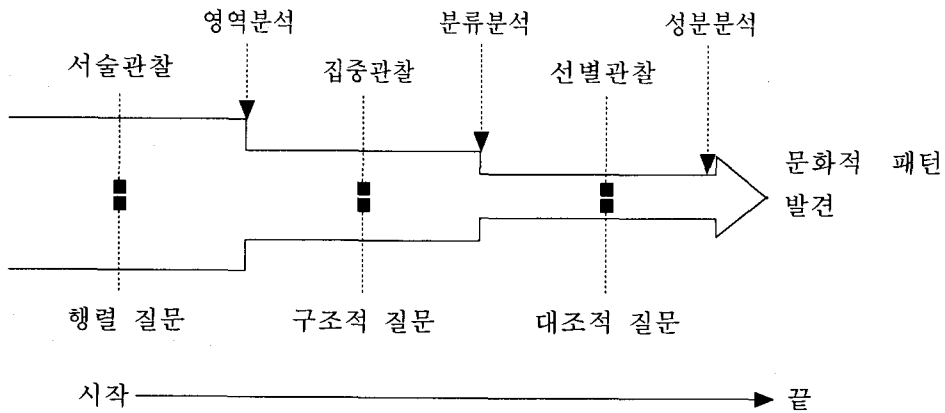 영역분석 분류분석 성분분석
서술관찰 집중관찰 선별관찰
문화적 패턴
발견
행렬 질문 구조적 질문 대조적 질문
시작 끝